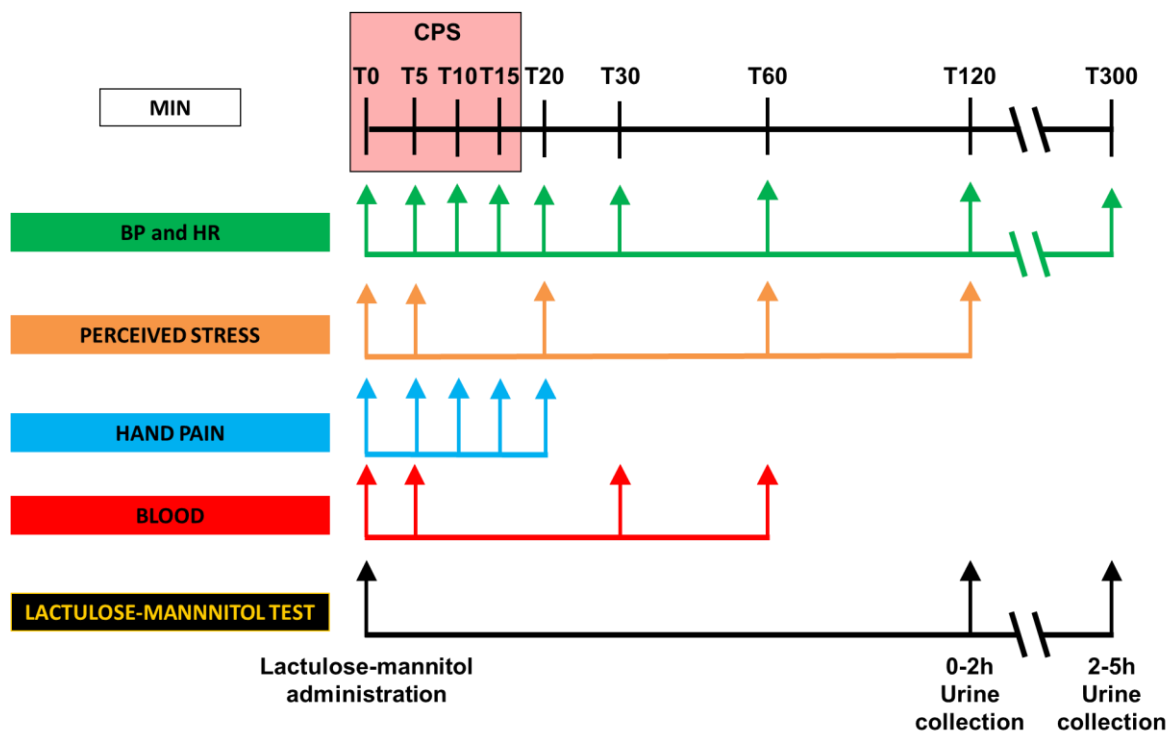 CPS
T0 T5 T10 T15 T20 T30 T60 T120 T300
MIN
BP and HR
PERCEIVED STRESS
HAND PAIN
BLOOD
LACTULOSE-MANNNITOL TEST
Lactulose-mannitol
administration
0-2h
Urine
collection
2-5h
Urine
collection